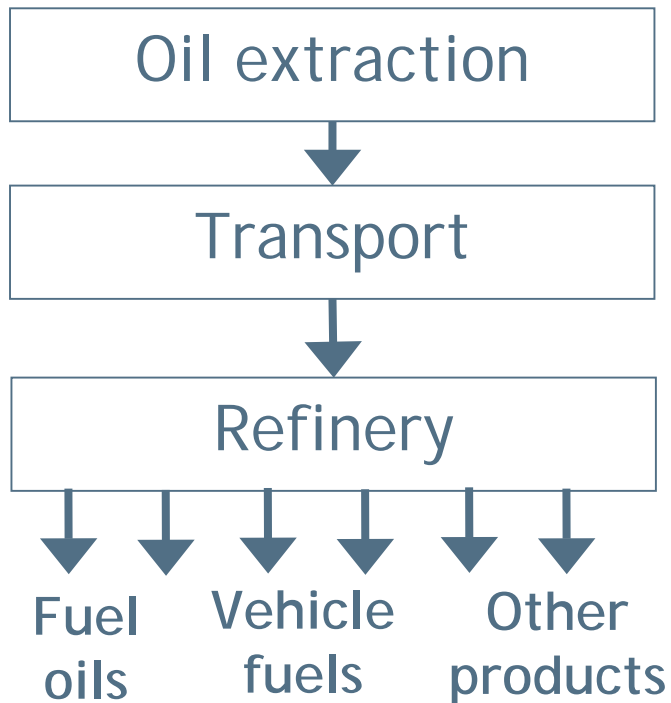 Oil extraction
Transport
Refinery
Fuel
oils
Vehicle
fuels
Other
products